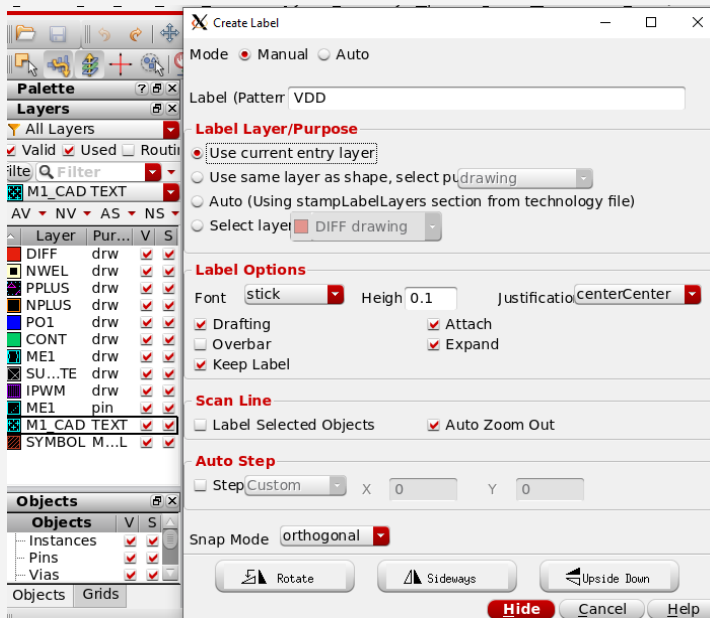 Create Label
Mode Manual Auto
Label (Patterr VDD
Label Layer/Purpose
Use current entry layer
Use same layer as shape, select pu drawing
Auto (Using stampLabelLayers section from technology file)
Select layer DIFF drawing
Label Options
Font stick Heigh 0.1 Justificatio centerCenter
Drafting Attach
Overbar Expand
Keep Label
Scan Line
Label Selected Objects Auto Zoom Out
Auto Step
Step Custom X 0 Y 0
Snap Mode orthogonal
Rotate Sideways Upside Down
Hide Cancel Help
Palette
Layers
All Layers
Valid Used Routin
ilte Filter
M1_CAD TEXT
AV NV AS NS
Layer Pur... V S
DIFF drw
NWEL drw
PPLUS drw
NPLUS drw
PO1 drw
CONT drw
ME1 drw
SU...TE drw
IPWM drw
ME1 pin
M1_CAD TEXT
SYMBOL M...L
Objects
Objects V S
Instances
Pins
Vias
Objects Grids